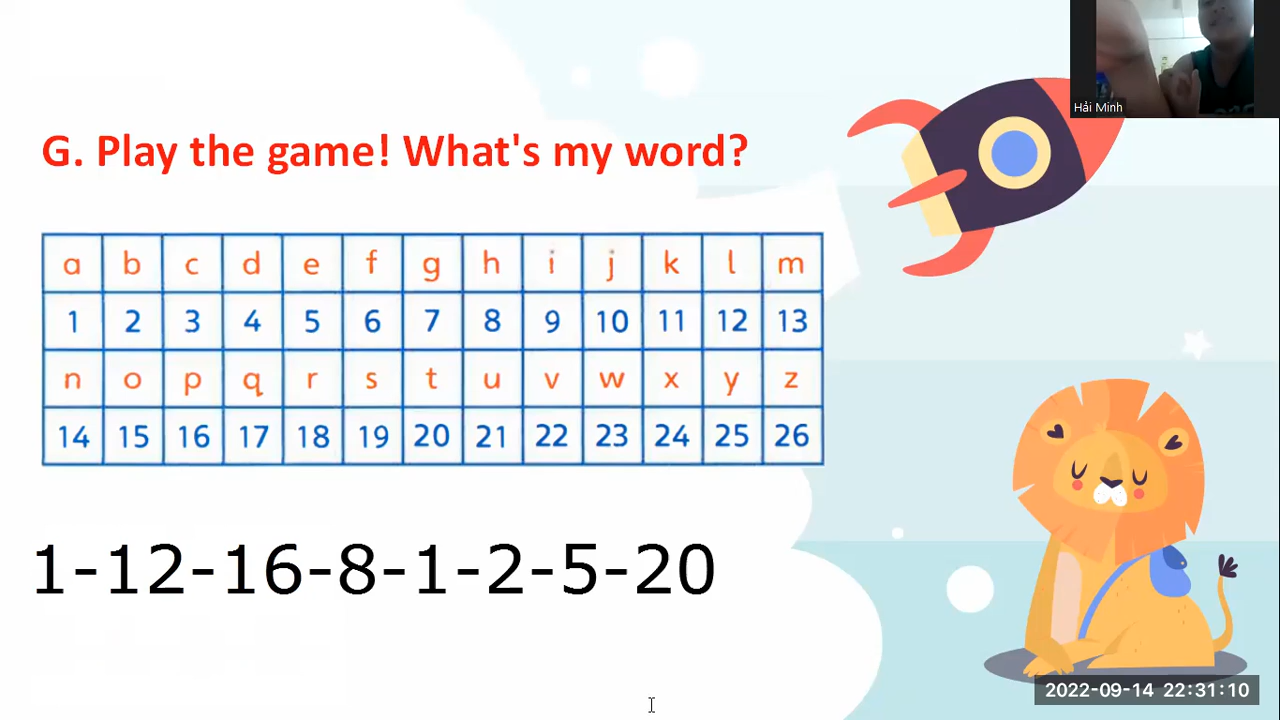 Hải Minh
G. Play the game! What's my word?
a b c d e f g h i j k l m
1 2 3 4 5 6 7 8 9 10 11 12 13
n o p q r s t u v w x y z
14 15 16 17 18 19 20 21 22 23 24 25 26
1-12-16-8-1-2-5-20
2022-09-14 22:31:10